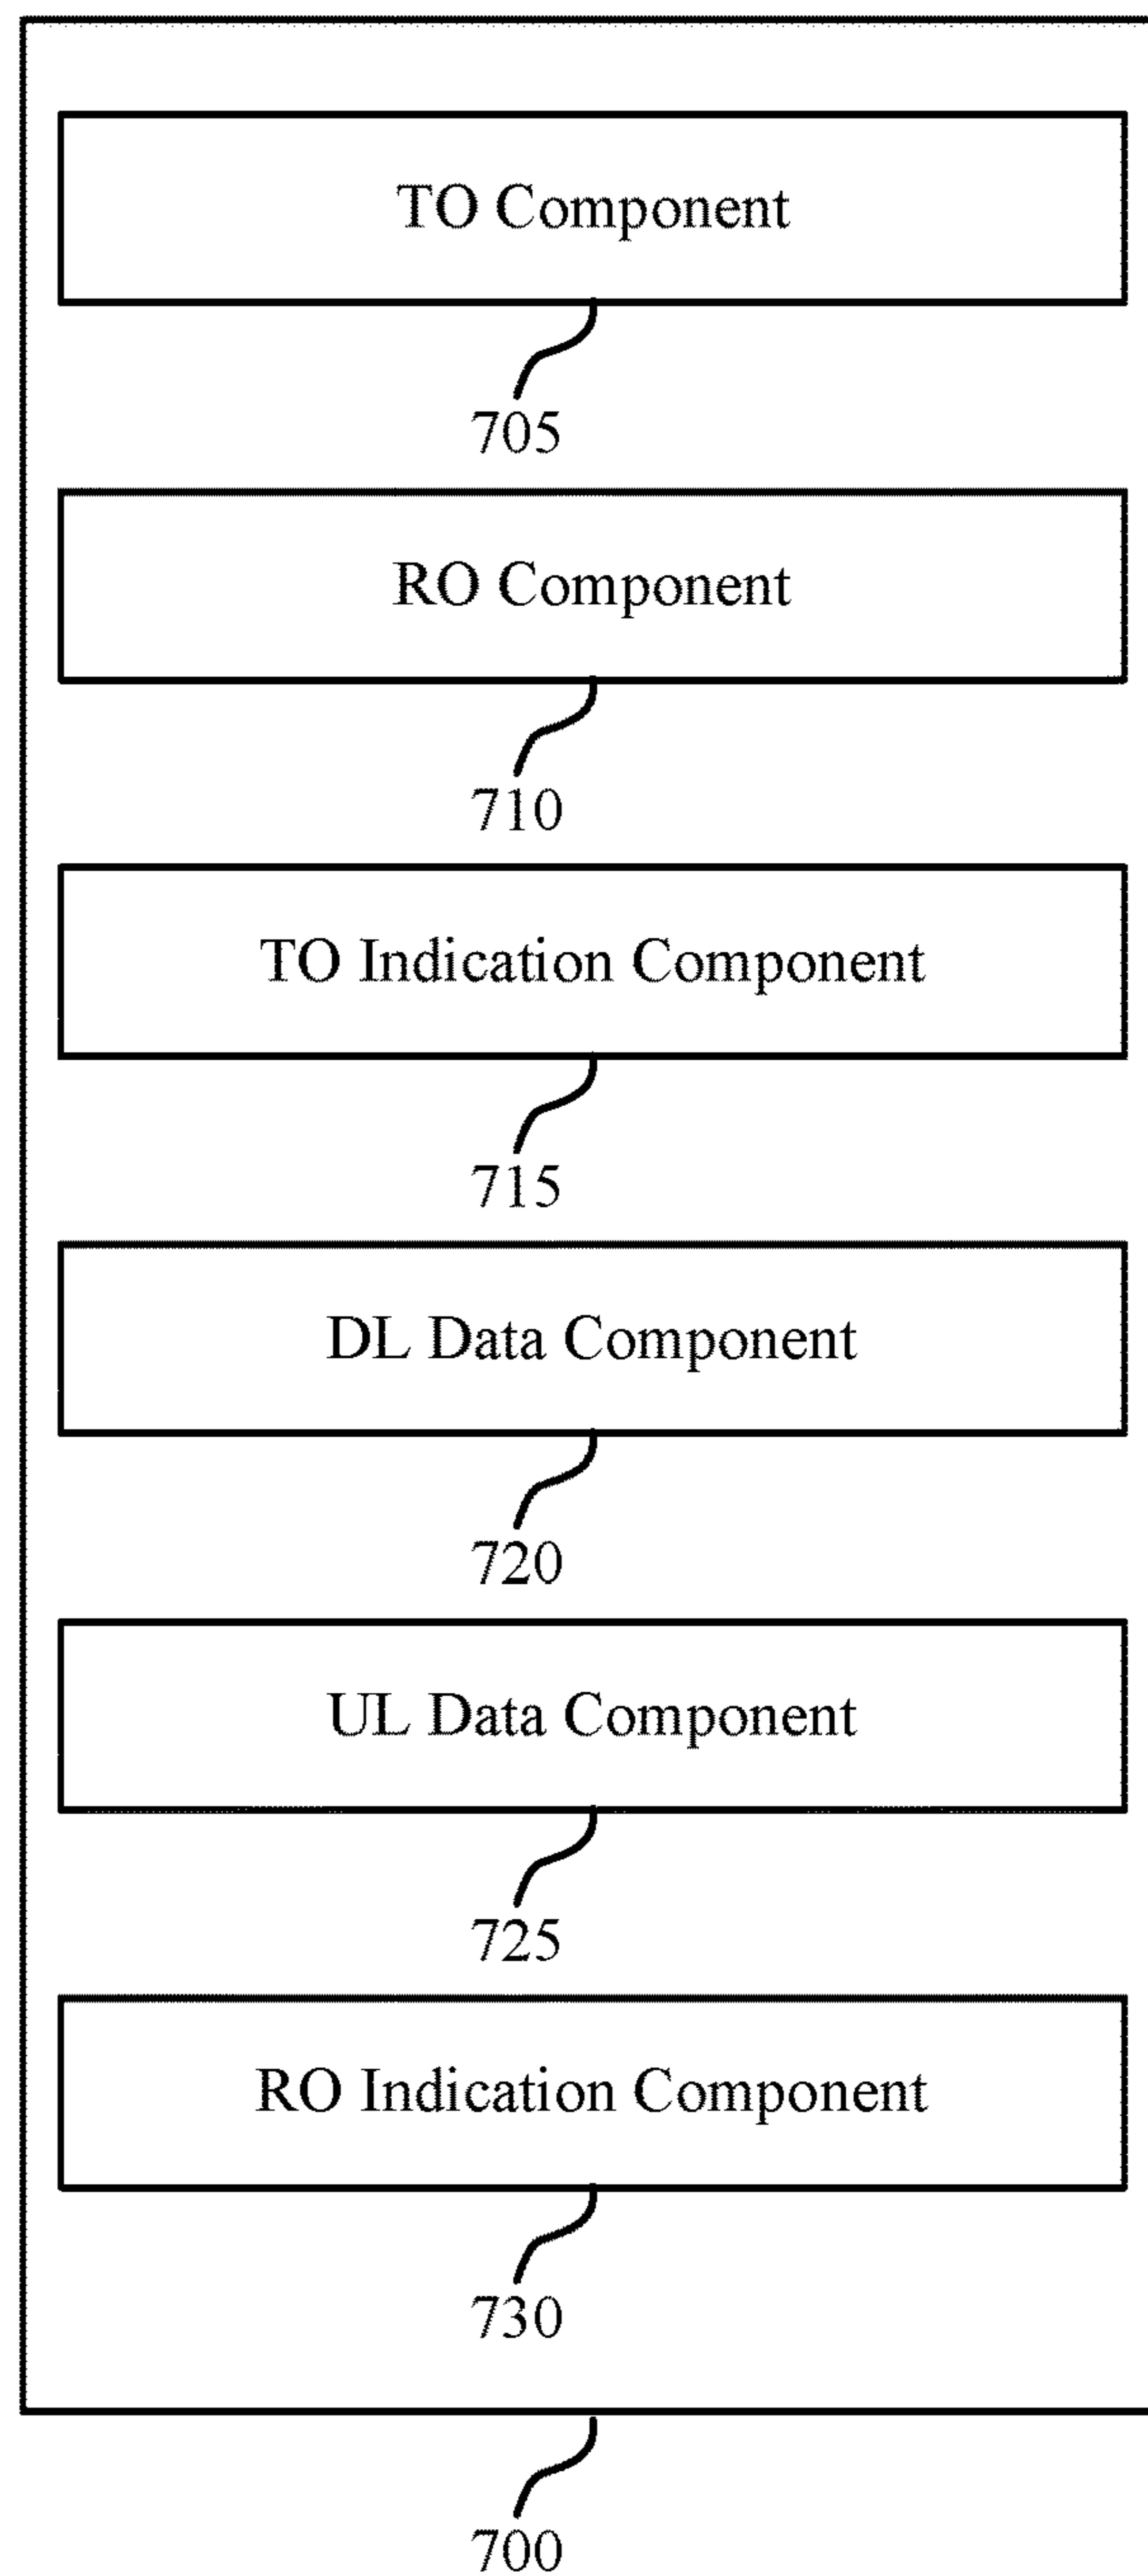 TO Component
705
RO Component
710
TO Indication Component
715
DL Data Component
720
UL Data Component
725
RO Indication Component
730
700